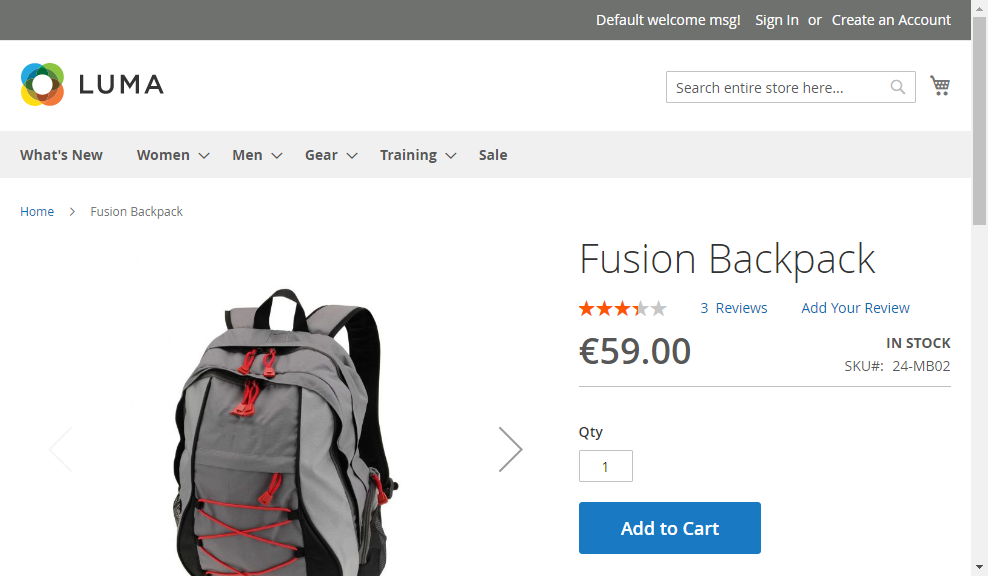 Default welcome msg! Sign In or Create an Account
LUMA
Search entire store here...
What's New Women Men Gear Training Sale
Home Fusion Backpack
Fusion Backpack
3 Reviews Add Your Review
€59.00
IN STOCK
SKU#: 24-MB02
Qty
1
Add to Cart